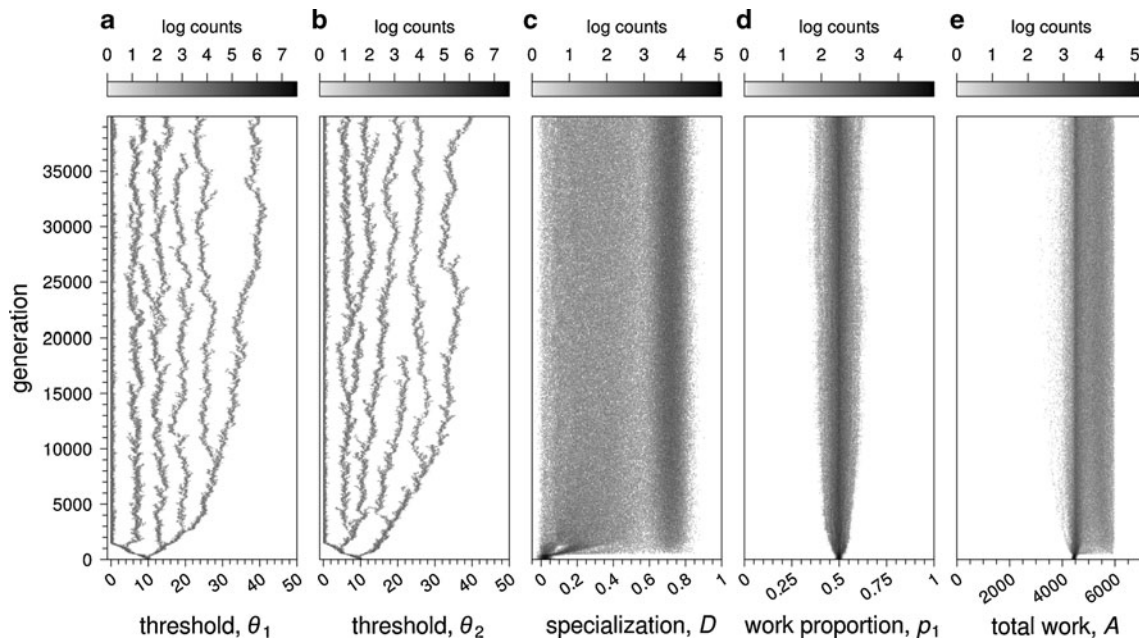 a b c d e
log counts log counts log counts log counts log counts
0 1 2 3 4 5 6 7 0 1 2 3 4 5 6 7 0 1 2 3 4 5 0 1 2 3 4 0 1 2 3 4 5
35000
30000
25000
20000
15000
10000
5000
0
generation
0 10 20 30 40 50 0 10 20 30 40 50 0 0.2 0.4 0.6 0.8 1 0 0.25 0.5 0.75 1 0 2000 4000 6000
threshold, θ1 threshold, θ2 specialization, D work proportion, p1 total work, A